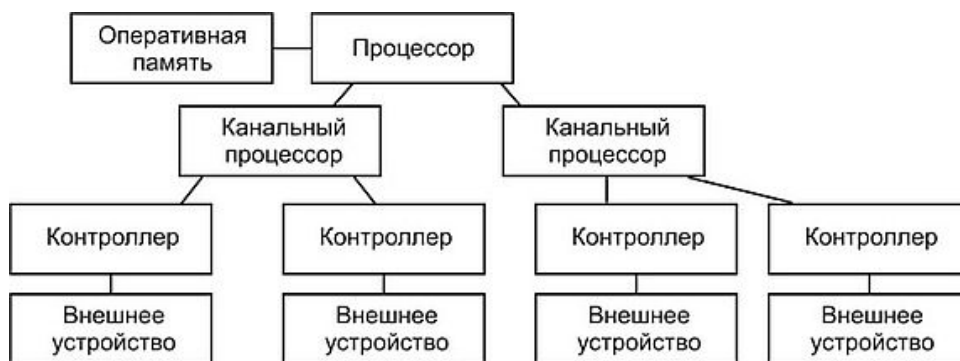 Оперативная
память
Процессор
Канальный
процессор
Канальный
процессор
Контроллер
Контроллер
Контроллер
Контроллер
Внешнее
устройство
Внешнее
устройство
Внешнее
устройство
Внешнее
устройство